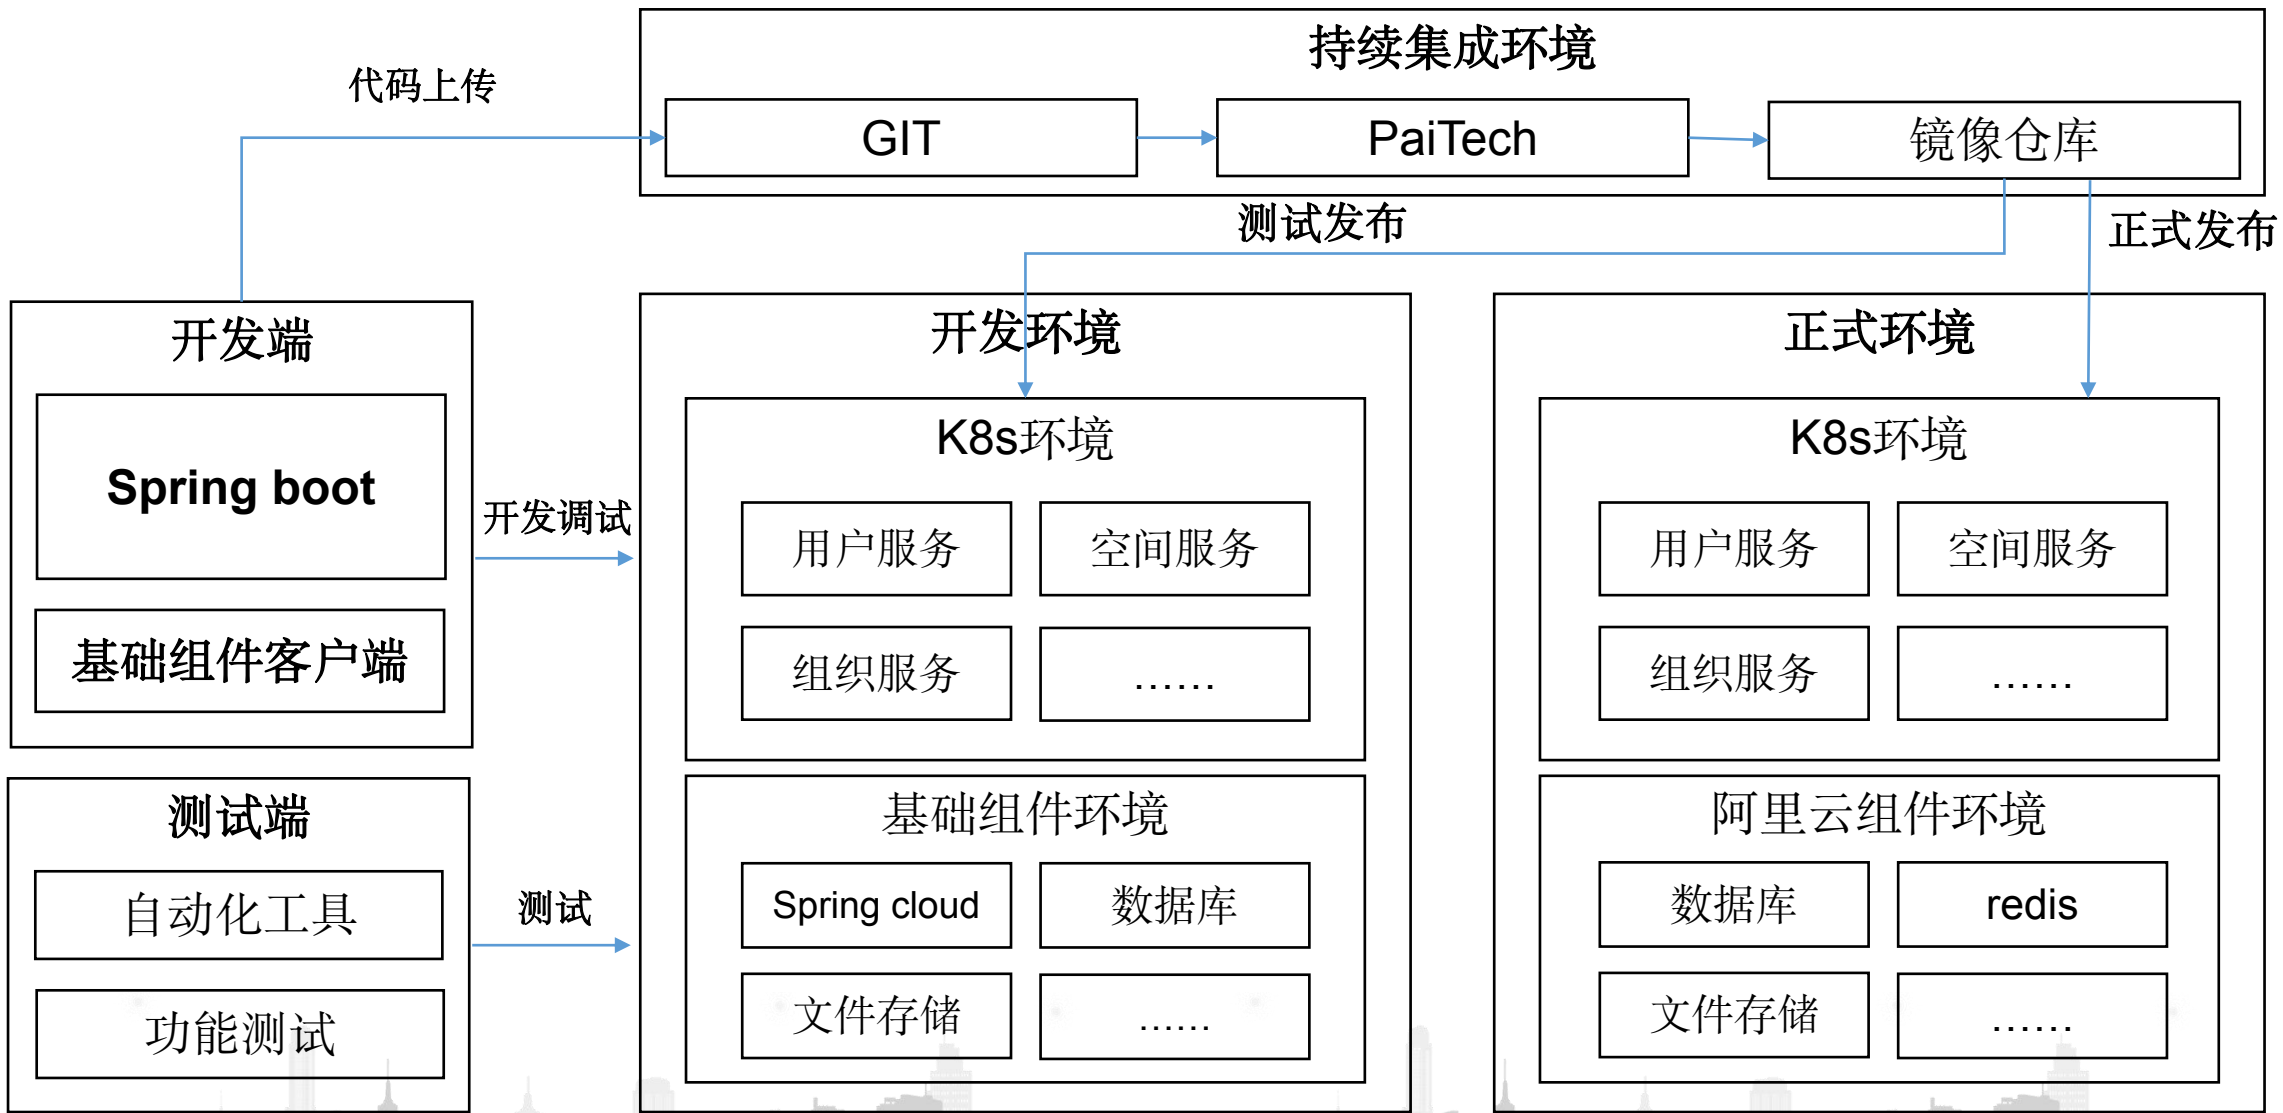 持续集成环境
代码上传
GIT
PaiTech
镜像仓库
测试发布
正式发布
开发端
Spring boot
基础组件客户端
开发调试
测试端
自动化工具
功能测试
测试
开发环境
K8s环境
用户服务
空间服务
组织服务
……
基础组件环境
Spring cloud
数据库
文件存储
……
正式环境
K8s环境
用户服务
空间服务
组织服务
……
阿里云组件环境
数据库
redis
文件存储
……